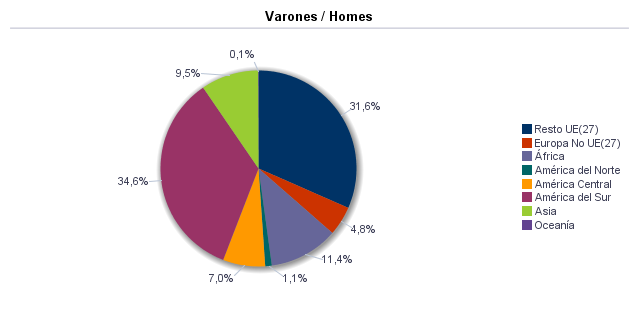 Varones / Homes
0,1%
9,5%
31,6%
34,6%
4,8%
11,4%
1,1%
7,0%
Resto UE(27)
Europa No UE(27)
África
América del Norte
América Central
América del Sur
Asia
Oceanía